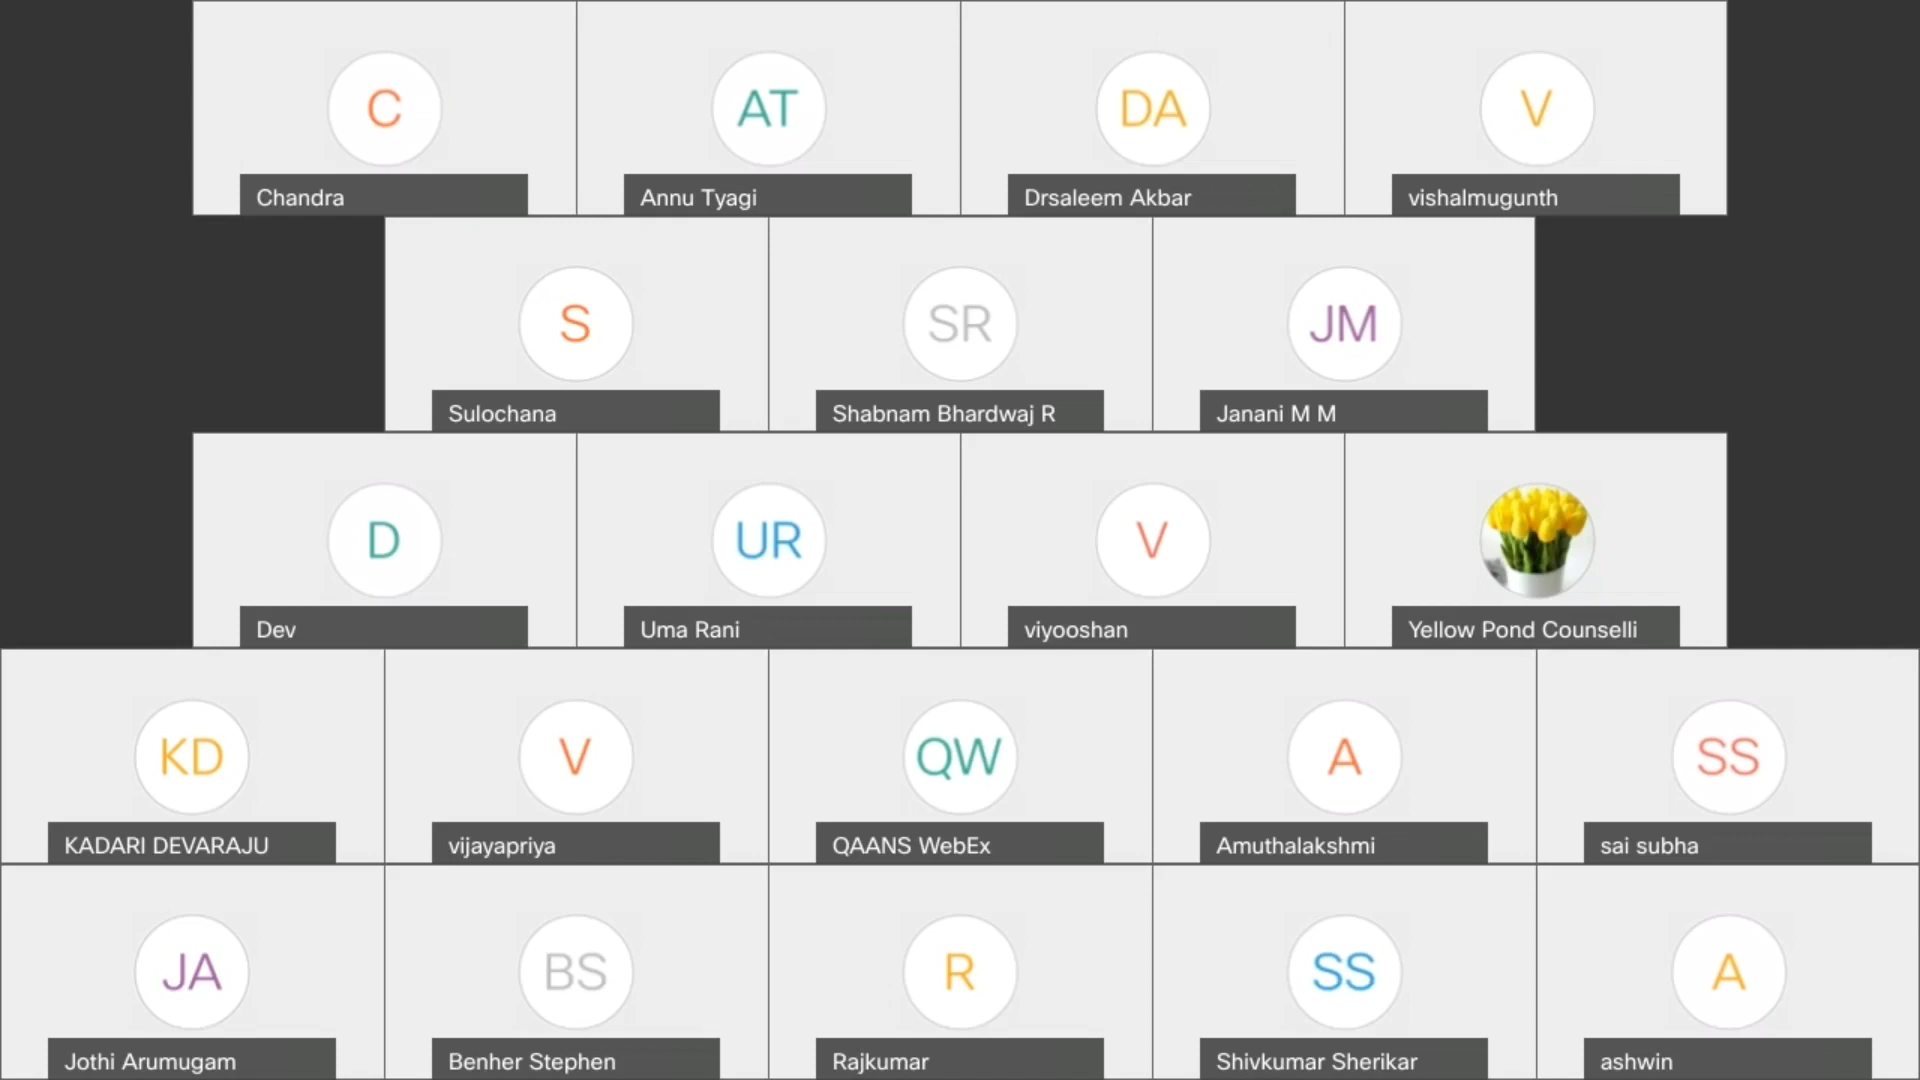 C
AT
DA
V
Chandra
Annu Tyagi
Drsaleem Akbar
vishalmugunth
S
SR
JM
Sulochana
Shabnam Bhardwaj R
Janani M M
D
UR
V
Dev
Uma Rani
viyooshan
Yellow Pond Counselli
KD
V
QW
A
SS
KADARI DEVARAJU
vijayapriya
QAANS WebEx
Amuthalakshmi
sai subha
JA
BS
R
SS
A
Jothi Arumugam
Benher Stephen
Rajkumar
Shivkumar Sherikar
ashwin